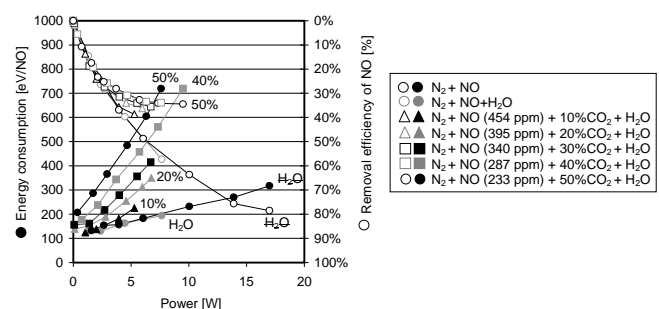 Energy consumption [eV/NO]
1000
900
800
700
600
500
400
300
200
100
0
0
5
10
15
20
Power [W]
0%
10%
20%
30%
40%
50%
60%
70%
80%
90%
100%
Removal efficiency of NO [%]
50%
40%
50%
20%
10%
H₂O
H₂O
H₂O
N₂ + NO
N₂ + NO+H₂O
N₂ + NO (454 ppm) + 10%CO₂ + H₂O
N₂ + NO (395 ppm) + 20%CO₂ + H₂O
N₂ + NO (340 ppm) + 30%CO₂ + H₂O
N₂ + NO (287 ppm) + 40%CO₂ + H₂O
N₂ + NO (233 ppm) + 50%CO₂ + H₂O